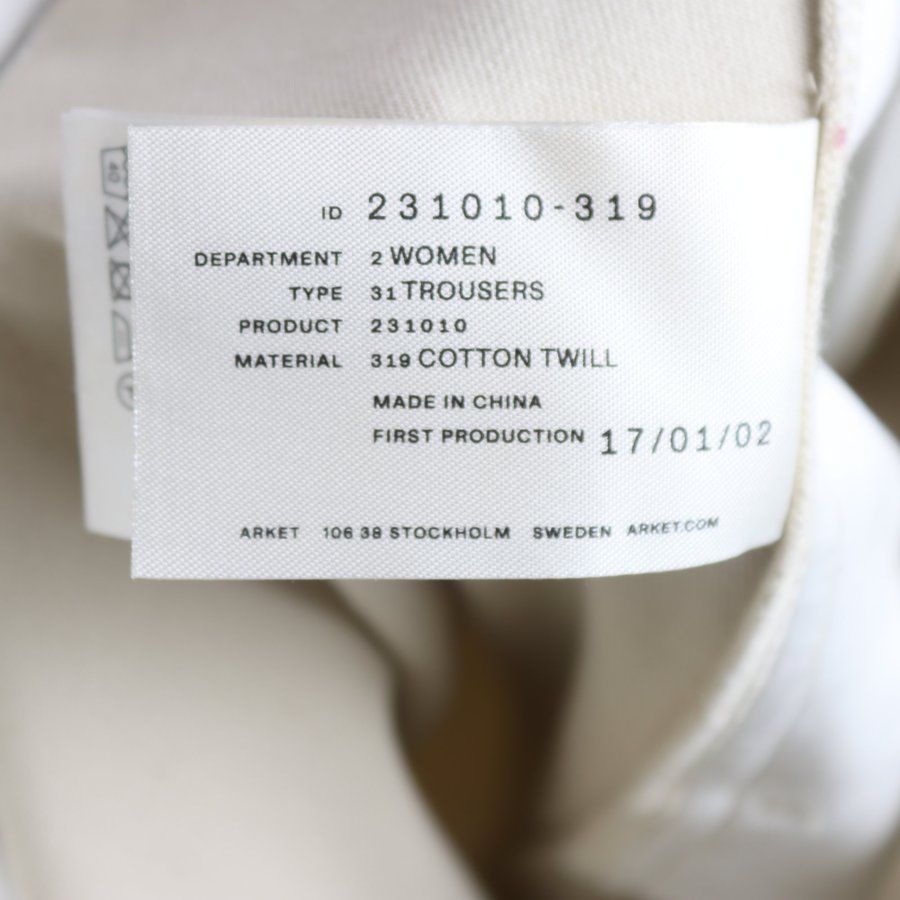 ID 231010-319
DEPARTMENT 2 WOMEN
TYPE 31 TROUSERS
PRODUCT 231010
MATERIAL 319 COTTON TWILL
MADE IN CHINA
FIRST PRODUCTION 17/01/02
ARKET 106 38 STOCKHOLM SWEDEN ARKET.COM
40